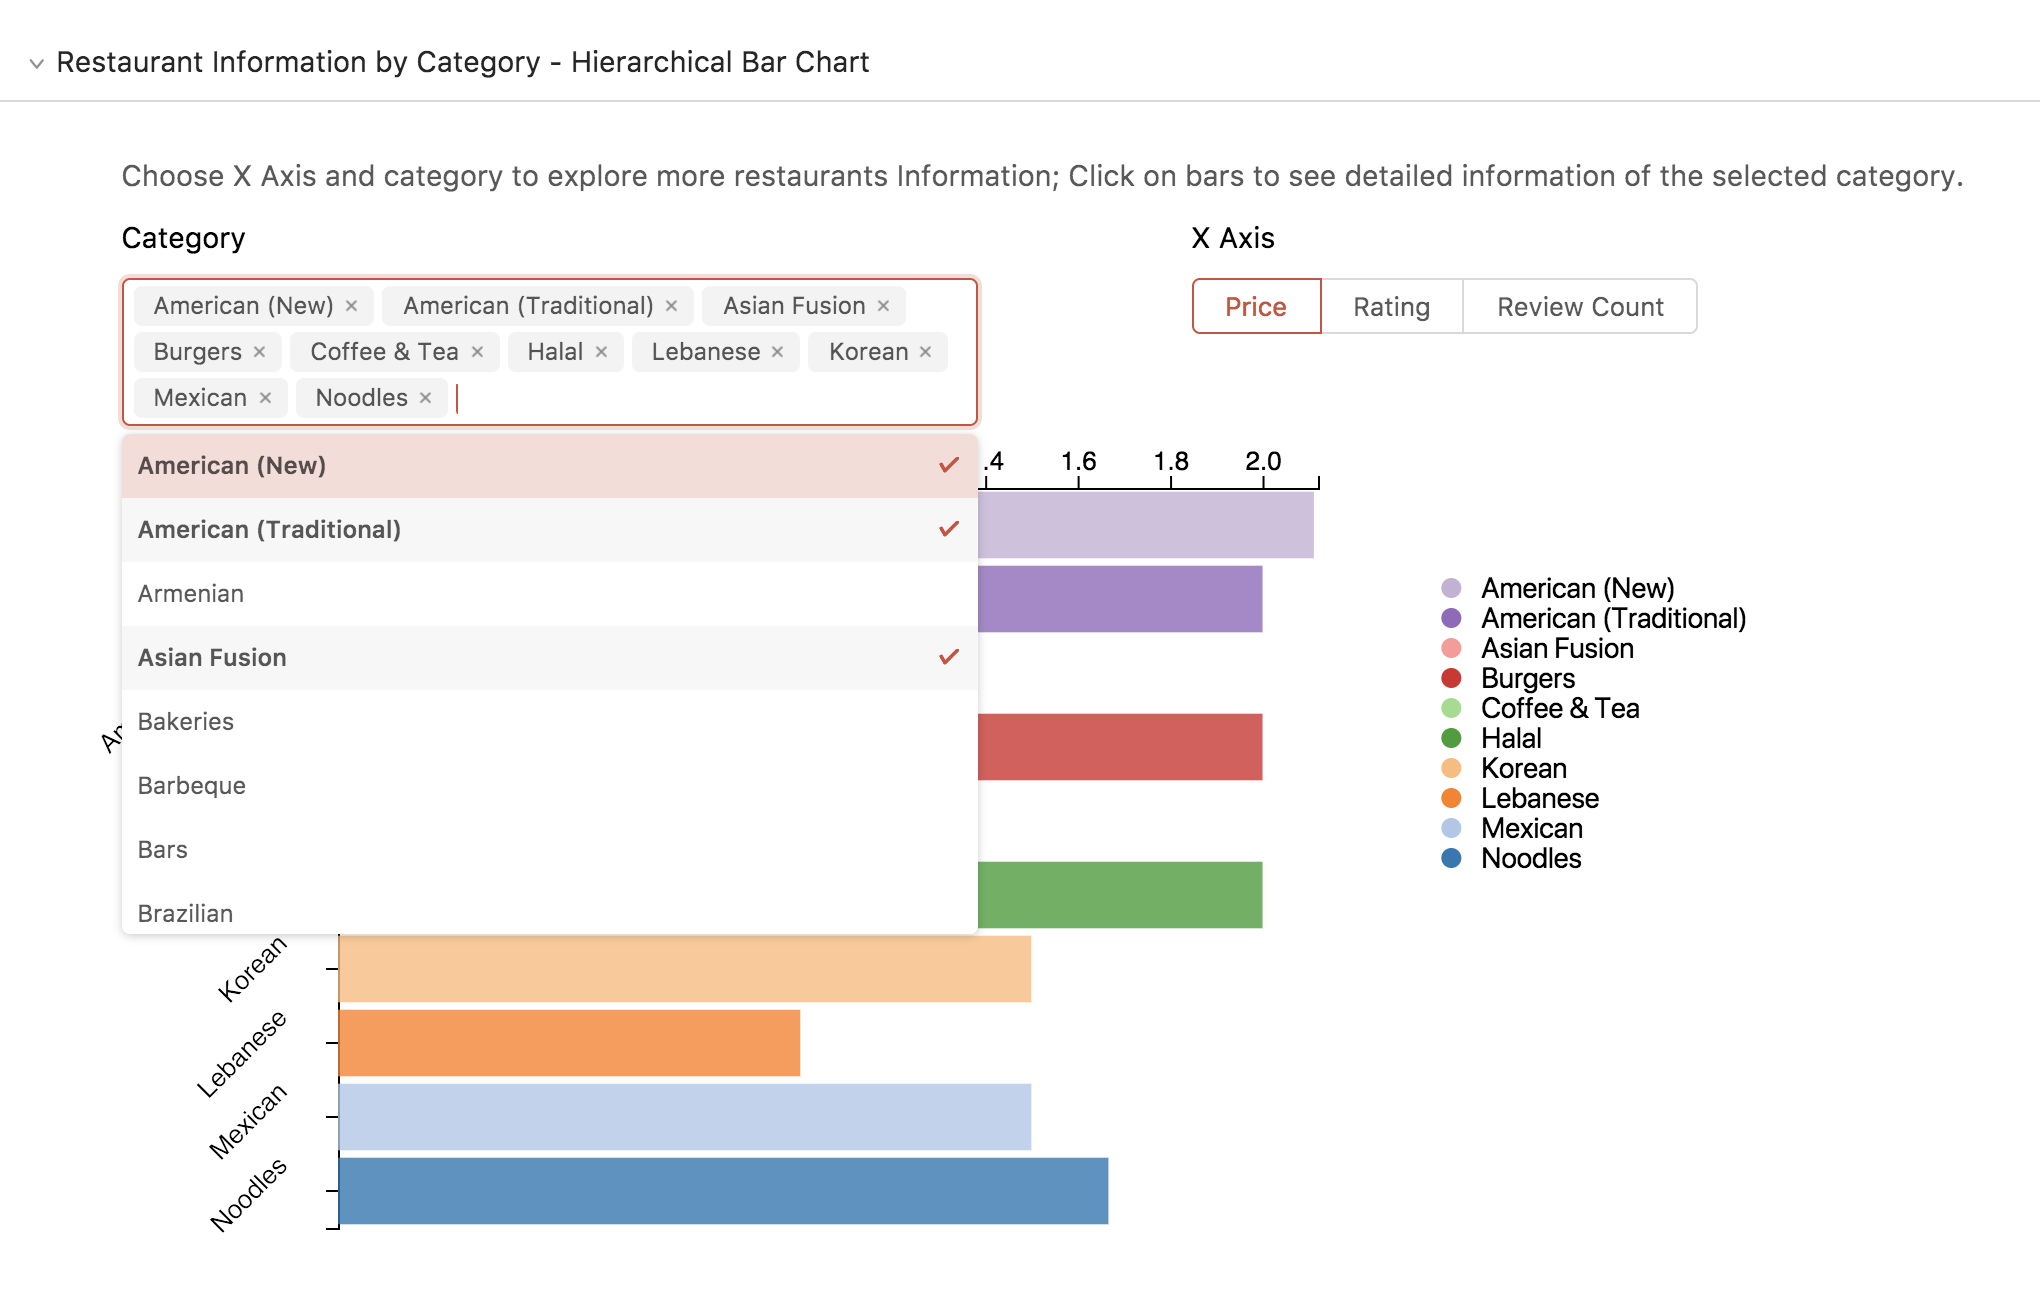 Restaurant Information by Category - Hierarchical Bar Chart
Choose X Axis and category to explore more restaurants Information; Click on bars to see detailed information of the selected category.
Category
X Axis
American (New) × American (Traditional) × Asian Fusion ×
Burgers × Coffee & Tea × Halal × Lebanese × Korean ×
Mexican × Noodles ×
Price Rating Review Count
American (New)
American (Traditional)
Armenian
Asian Fusion
Bakeries
Barbeque
Bars
Brazilian
.4 1.6 1.8 2.0
Korean
Lebanese
Mexican
Noodles
American (New)
American (Traditional)
Asian Fusion
Burgers
Coffee & Tea
Halal
Korean
Lebanese
Mexican
Noodles